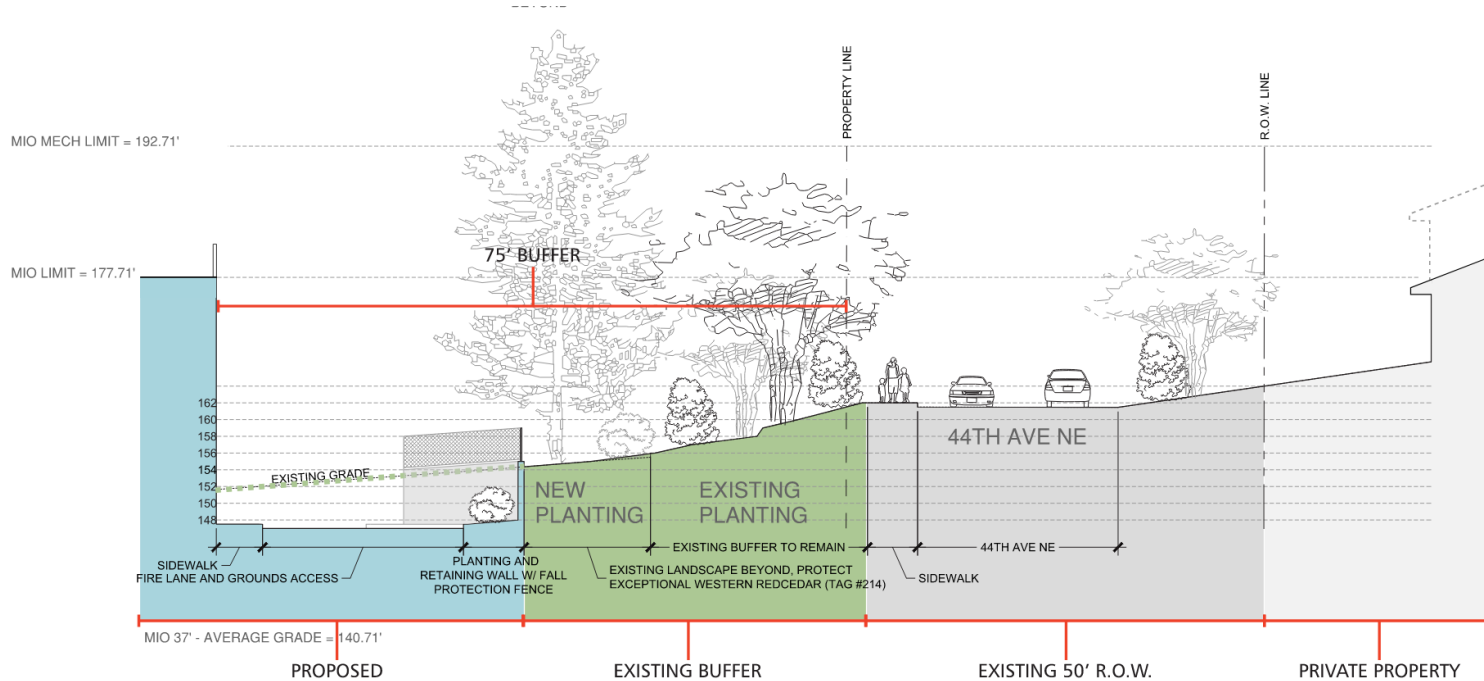 BEYOND
PROPERTY LINE
R.O.W. LINE
MIO MECH LIMIT = 192.71'
75' BUFFER
MIO LIMIT = 177.71'
162
160
158
156
154
152
150
148
EXISTING GRADE
44TH AVE NE
NEW
PLANTING
EXISTING
PLANTING
SIDEWALK
FIRE LANE AND GROUNDS ACCESS
PLANTING AND
RETAINING WALL W/ FALL
PROTECTION FENCE
EXISTING BUFFER TO REMAIN
EXISTING LANDSCAPE BEYOND, PROTECT
EXCEPTIONAL WESTERN REDCEDAR (TAG #214)
SIDEWALK
44TH AVE NE
MIO 37' - AVERAGE GRADE = 140.71'
PROPOSED
EXISTING BUFFER
EXISTING 50' R.O.W.
PRIVATE PROPERTY